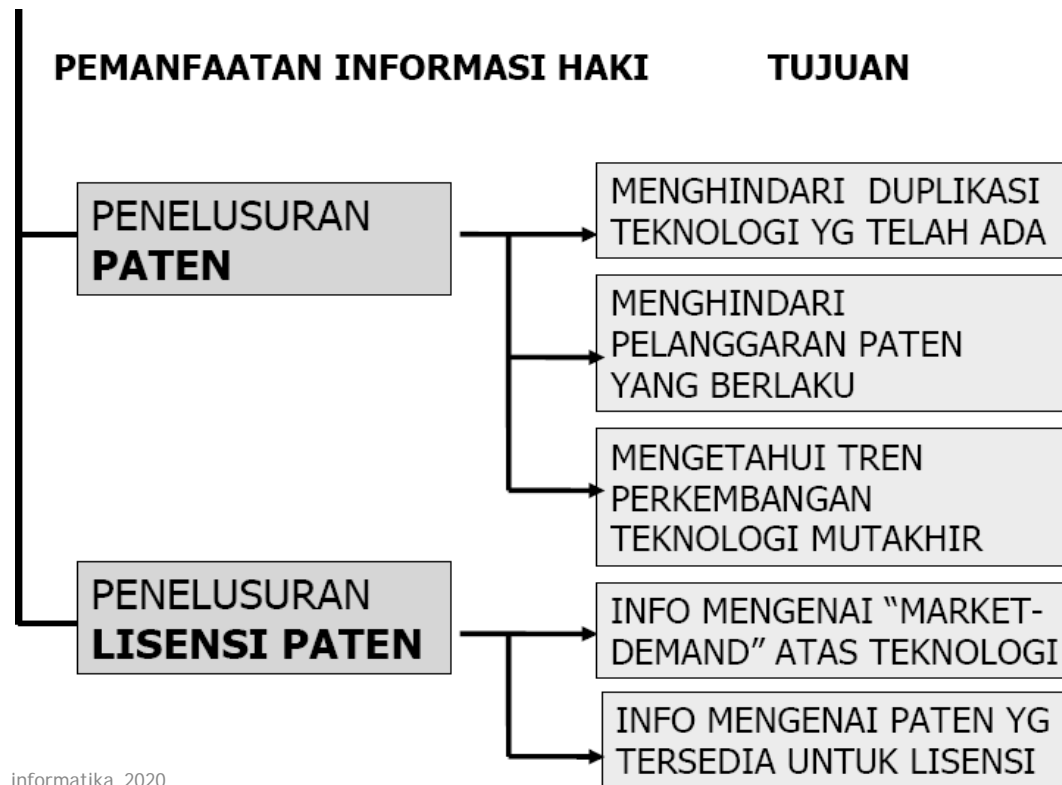 PEMANFAATAN INFORMASI HAKI TUJUAN
PENELUSURAN
PATEN
MENGHINDARI DUPLIKASI
TEKNOLOGI YG TELAH ADA
MENGHINDARI
PELANGGARAN PATEN
YANG BERLAKU
MENGETAHUI TREN
PERKEMBANGAN
TEKNOLOGI MUTAKHIR
PENELUSURAN
LISENSI PATEN
INFO MENGENAI “MARKET-
DEMAND” ATAS TEKNOLOGI
INFO MENGENAI PATEN YG
TERSEDIA UNTUK LISENSI
informatika 2020